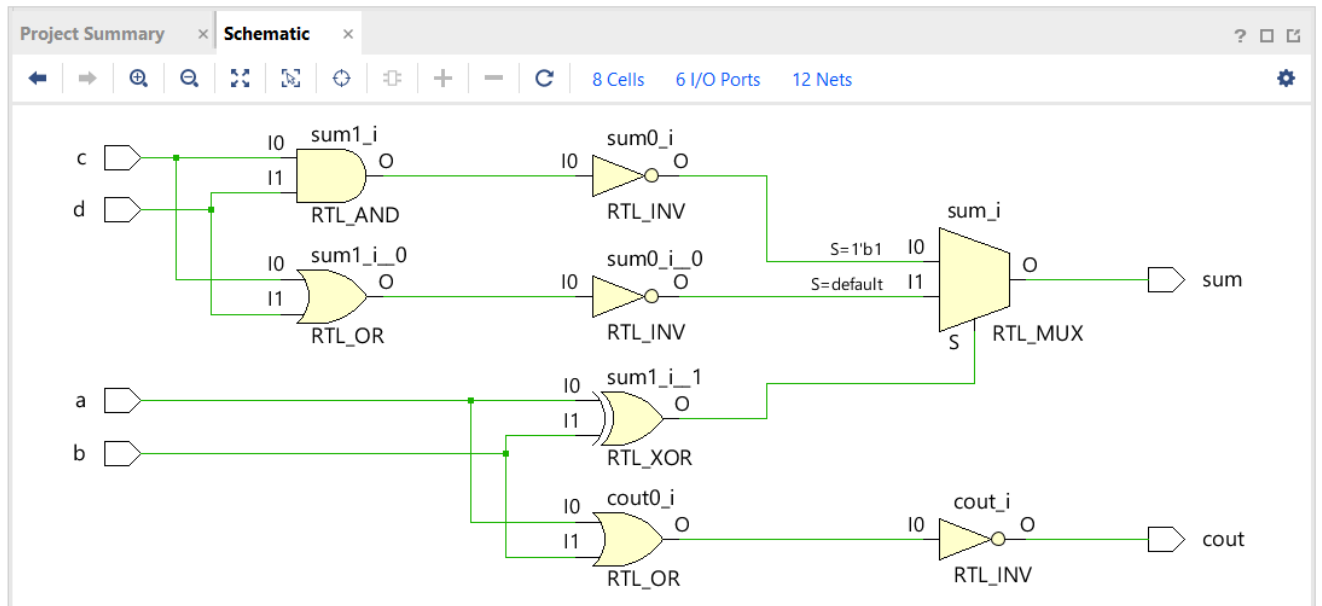 Project Summary × Schematic × ?
8 Cells 6 I/O Ports 12 Nets
c
I0
sum1_i
O
I1
RTL_AND
I0
sum0_i
O
RTL_INV
d
I0
sum1_i__0
O
I1
RTL_OR
I0
sum0_i__0
O
RTL_INV
sum_i
S=1'b1 I0
S=default I1
O
S
RTL_MUX
sum
a
b
I0
sum1_i__1
O
I1
RTL_XOR
I0
cout0_i
O
I1
RTL_OR
I0
cout_i
O
RTL_INV
cout